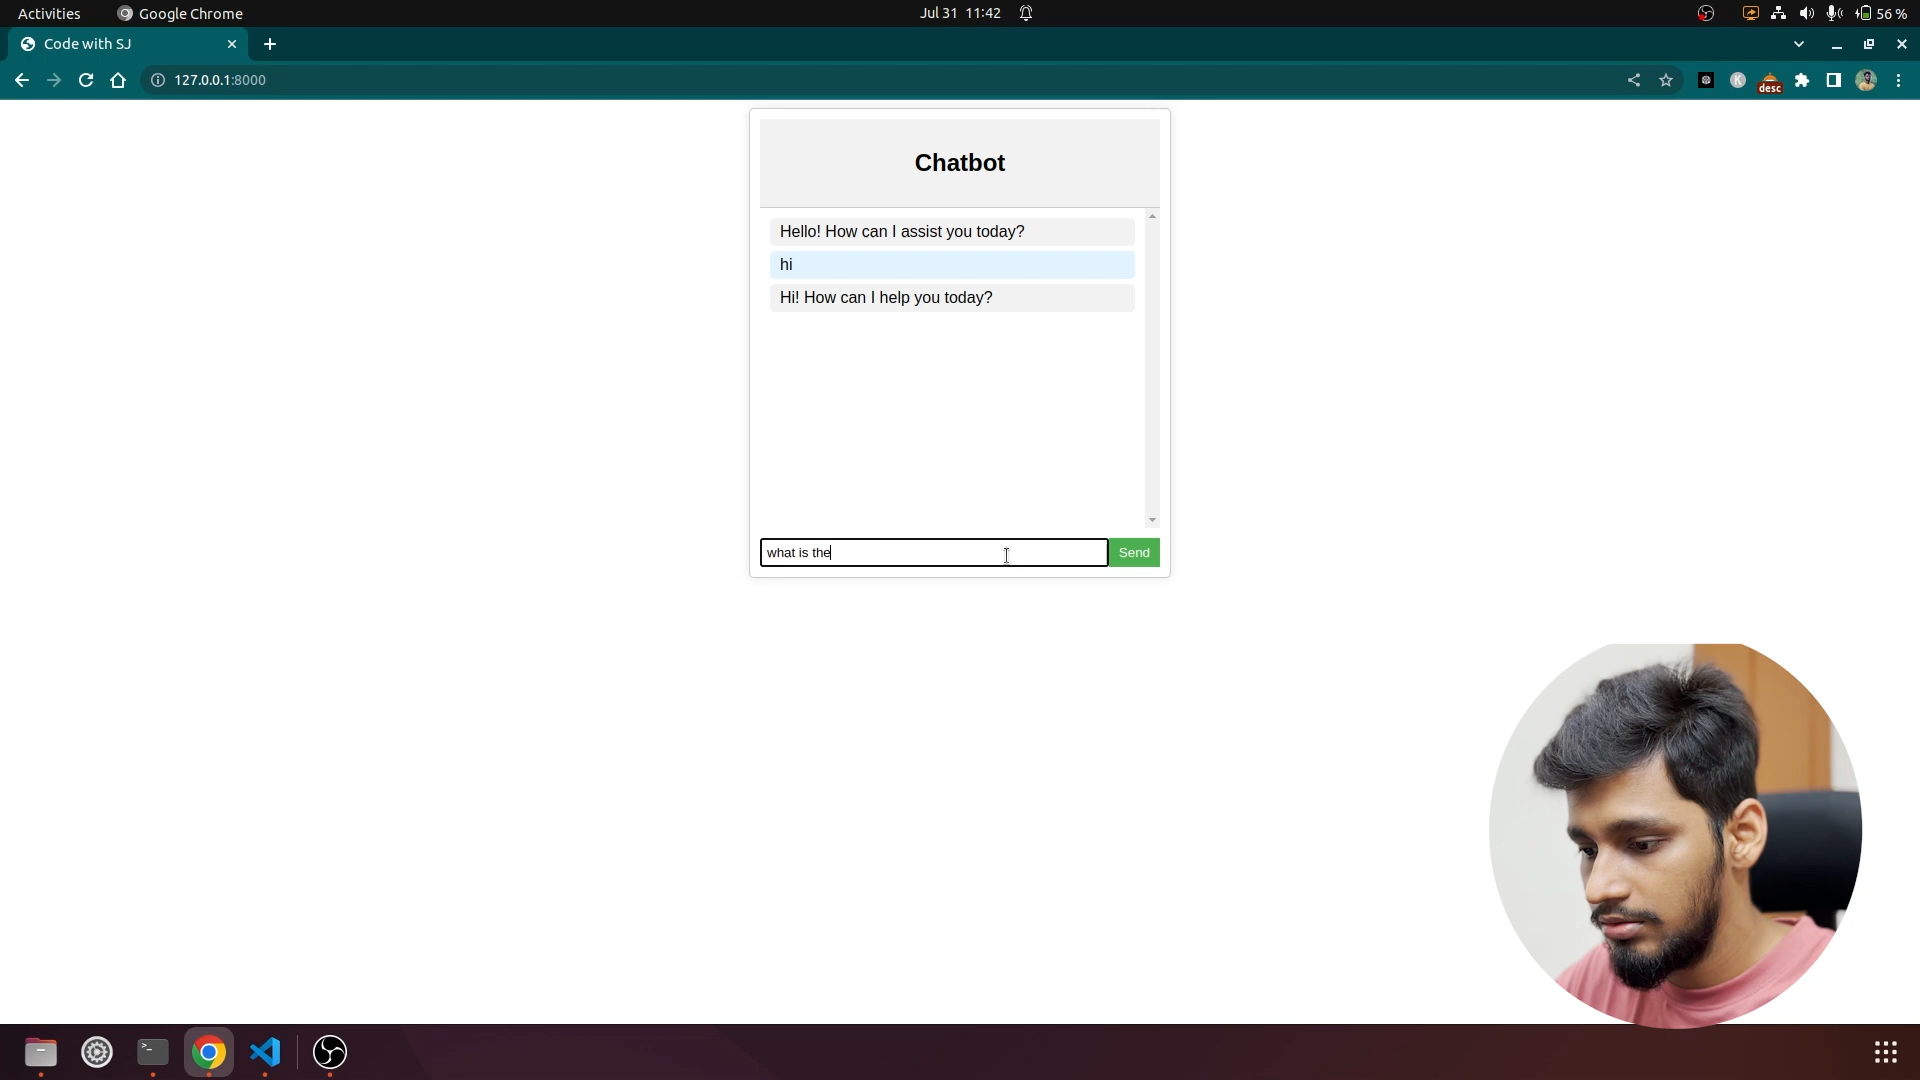 Activities Google Chrome Jul 31 11:42 56 %
Code with SJ
127.0.0.1:8000
desc
Chatbot
Hello! How can I assist you today?
hi
Hi! How can I help you today?
what is the Send